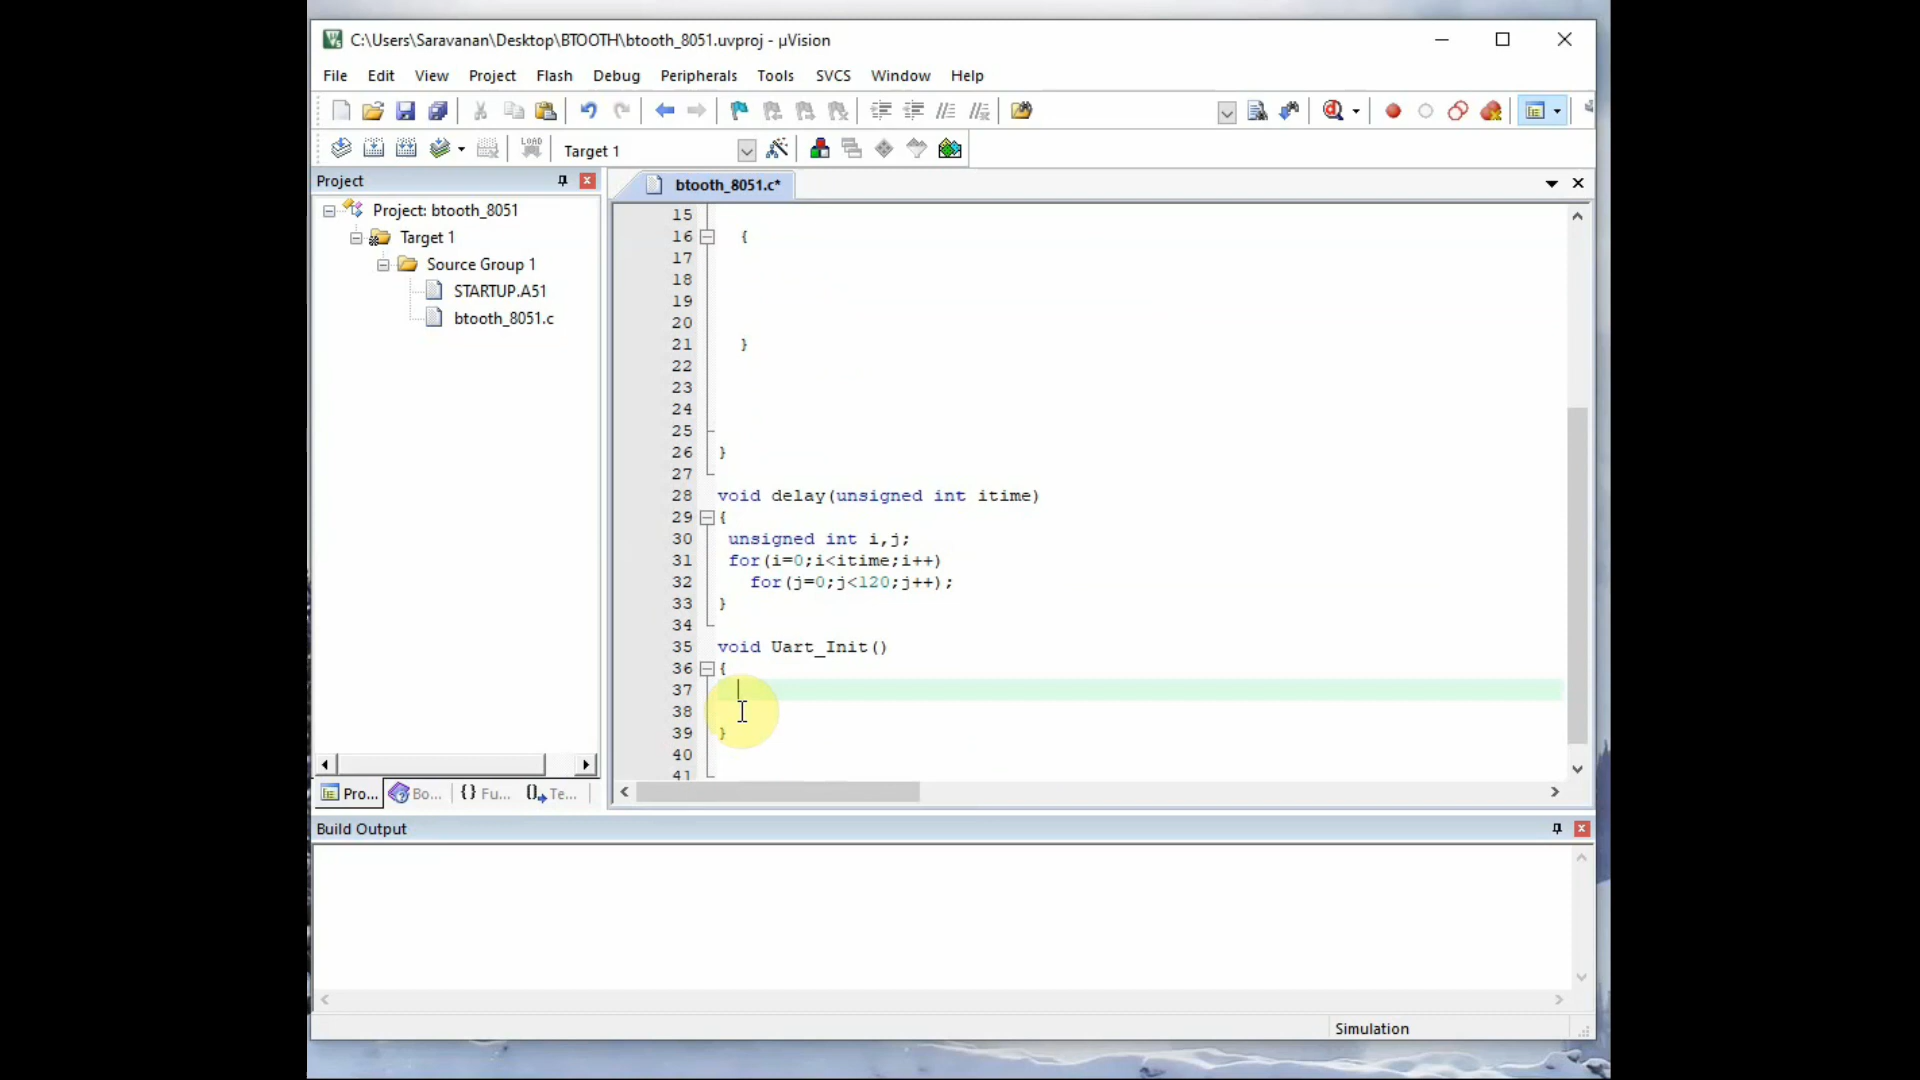 C:\Users\Saravanan\Desktop\BTOOTH\btooth_8051.uvproj - µVision
File Edit View Project Flash Debug Peripherals Tools SVCS Window Help
LOAD Target 1
Project
btooth_8051.c*
Project: btooth_8051
Target 1
Source Group 1
STARTUP.A51
btooth_8051.c
15
16 {
17
18
19
20
21 }
22
23
24
25
26 }
27
28 void delay(unsigned int itime)
29 {
30 unsigned int i,j;
31 for(i=0;i<itime;i++)
32 for(j=0;j<120;j++);
33 }
34
35 void Uart_Init()
36 {
37
38
39 }
40
41
Pro... Bo... {} Fu... Te...
Build Output
Simulation